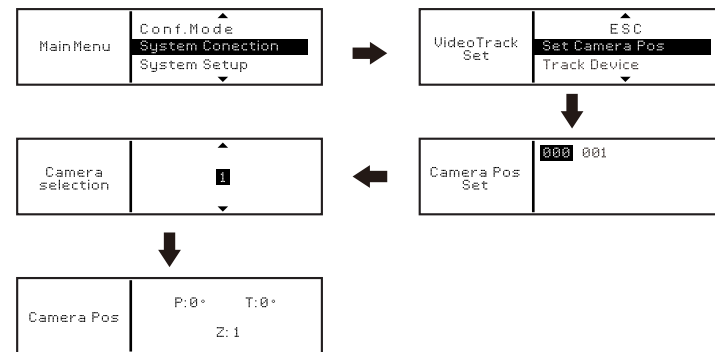 Main Menu
Conf.Mode
System Conection
System Setup
VideoTrack
Set
ESC
Set Camera Pos
Track Device
Camera Pos
Set
000 001
Camera
selection
1
Camera Pos
P:0° T:0°
Z:1